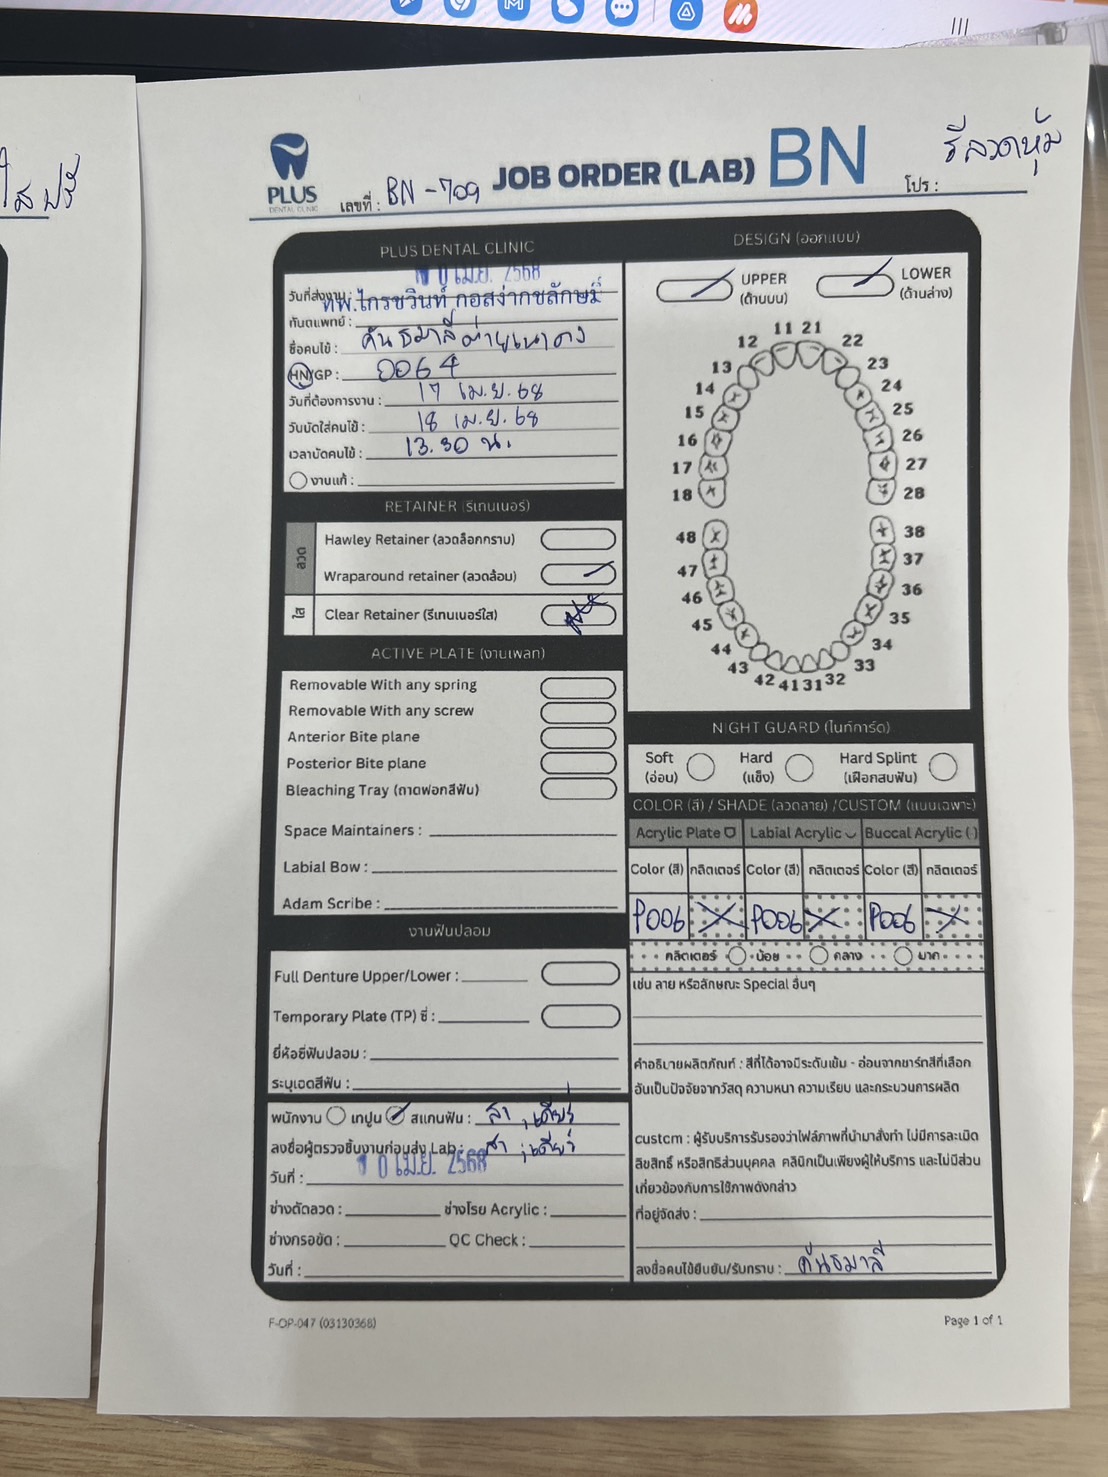 ใส ฟรี
PLUS
DENTAL CLINIC
เลขที่ : BN - 709
JOB ORDER (LAB) BN
โปร : รีลวดหุ้ม
PLUS DENTAL CLINIC
วันที่ส่งงาน : 10 เม.ย. 2568
ทันตแพทย์ :
ชื่อคนไข้ : คันธมาลี
HN/GP : 0064
วันที่ต้องการงาน : 17 เม.ย. 68
วันนัดใส่คนไข้ : 18 เม.ย. 68
เวลานัดคนไข้ : 13.30 น.
งานแก้ :
RETAINER (รีเทนเนอร์)
ลวด
Hawley Retainer (ลวดล็อกกราบ)
Wraparound retainer (ลวดล้อม)
ใส
Clear Retainer (รีเทนเนอร์ใส)
ACTIVE PLATE (งานเพลท)
Removable With any spring
Removable With any screw
Anterior Bite plane
Posterior Bite plane
Bleaching Tray (ถาดฟอกสีฟัน)
Space Maintainers :
Labial Bow :
Adam Scribe :
งานฟันปลอม
Full Denture Upper/Lower :
Temporary Plate (TP) ซี่ :
ยี่ห้อซี่ฟันปลอม :
ระบุเฉดสีฟัน :
พนักงาน เทปูน สแกนฟัน : สา , เดียร์
ลงชื่อผู้ตรวจชิ้นงานก่อนส่ง Lab : สา , เดียร์
วันที่ : 10 เม.ย. 2568
ช่างดัดลวด : ช่างโรย Acrylic :
ช่างกรอขัด : QC Check :
วันที่ :
DESIGN (ออกแบบ)
UPPER
(ด้านบน)
LOWER
(ด้านล่าง)
11 21
12 22
13 23
14 24
15 25
16 26
17 27
18 28
48 38
47 37
46 36
45 35
44 34
43 33
42 41 31 32
NIGHT GUARD (ไนท์การ์ด)
Soft
(อ่อน)
Hard
(แข็ง)
Hard Splint
(เฝือกสบฟัน)
COLOR (สี) / SHADE (ลวดลาย) /CUSTOM (แบบเฉพาะ)
Acrylic Plate Labial Acrylic Buccal Acrylic ( )
Color (สี) กลิตเตอร์ Color (สี) กลิตเตอร์ Color (สี) กลิตเตอร์
P006 P006 P006
กลิตเตอร์ น้อย กลาง มาก
เช่น ลาย หรือลักษณะ Special อื่นๆ
คำอธิบายผลิตภัณฑ์ : สีที่ได้อาจมีระดับเข้ม - อ่อนจากชาร์ทสีที่เลือก
อันเป็นปัจจัยจากวัสดุ ความหนา ความเรียบ และกระบวนการผลิต
custom : ผู้รับบริการรับรองว่าไฟล์ภาพที่นำมาสั่งทำ ไม่มีการละเมิด
ลิขสิทธิ์ หรือสิทธิส่วนบุคคล คลินิกเป็นเพียงผู้ให้บริการ และไม่มีส่วน
เกี่ยวข้องกับการใช้ภาพดังกล่าว
ที่อยู่จัดส่ง :
ลงชื่อคนไข้ยืนยัน/รับทราบ : คันธมาลี
F-OP-047 (03130368)
Page 1 of 1